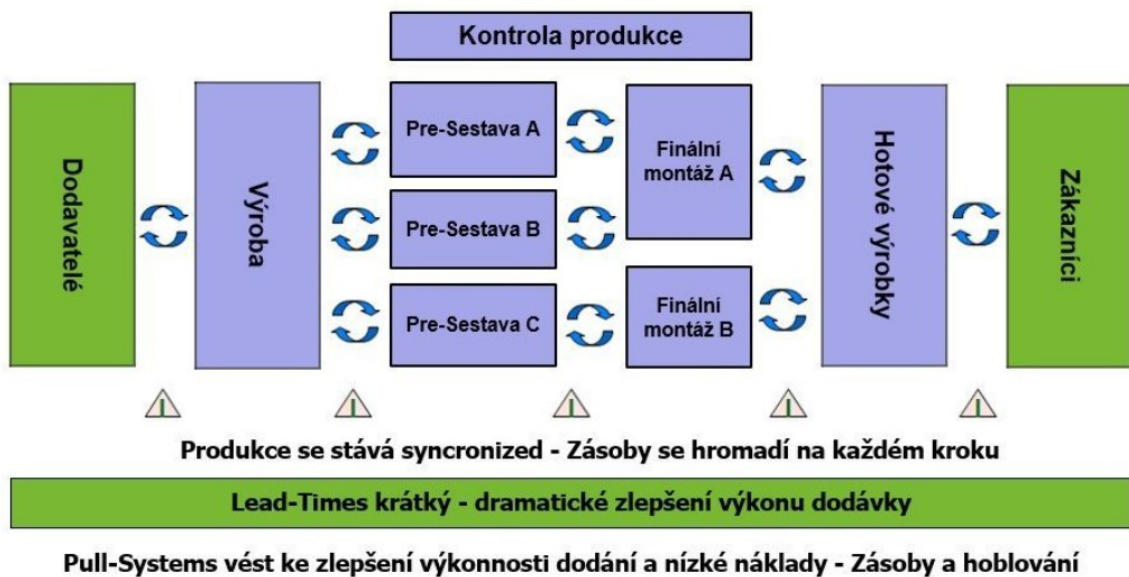 Kontrola produkce
Dodavatelé
Výroba
Pre-Sestava A
Pre-Sestava B
Pre-Sestava C
Finální
montáž A
Finální
montáž B
Hotové výrobky
Zákazníci
I
I
I
I
I
Produkce se stává syncronized - Zásoby se hromadí na každém kroku
Lead-Times krátký - dramatické zlepšení výkonu dodávky
Pull-Systems vést ke zlepšení výkonnosti dodání a nízké náklady - Zásoby a hoblování